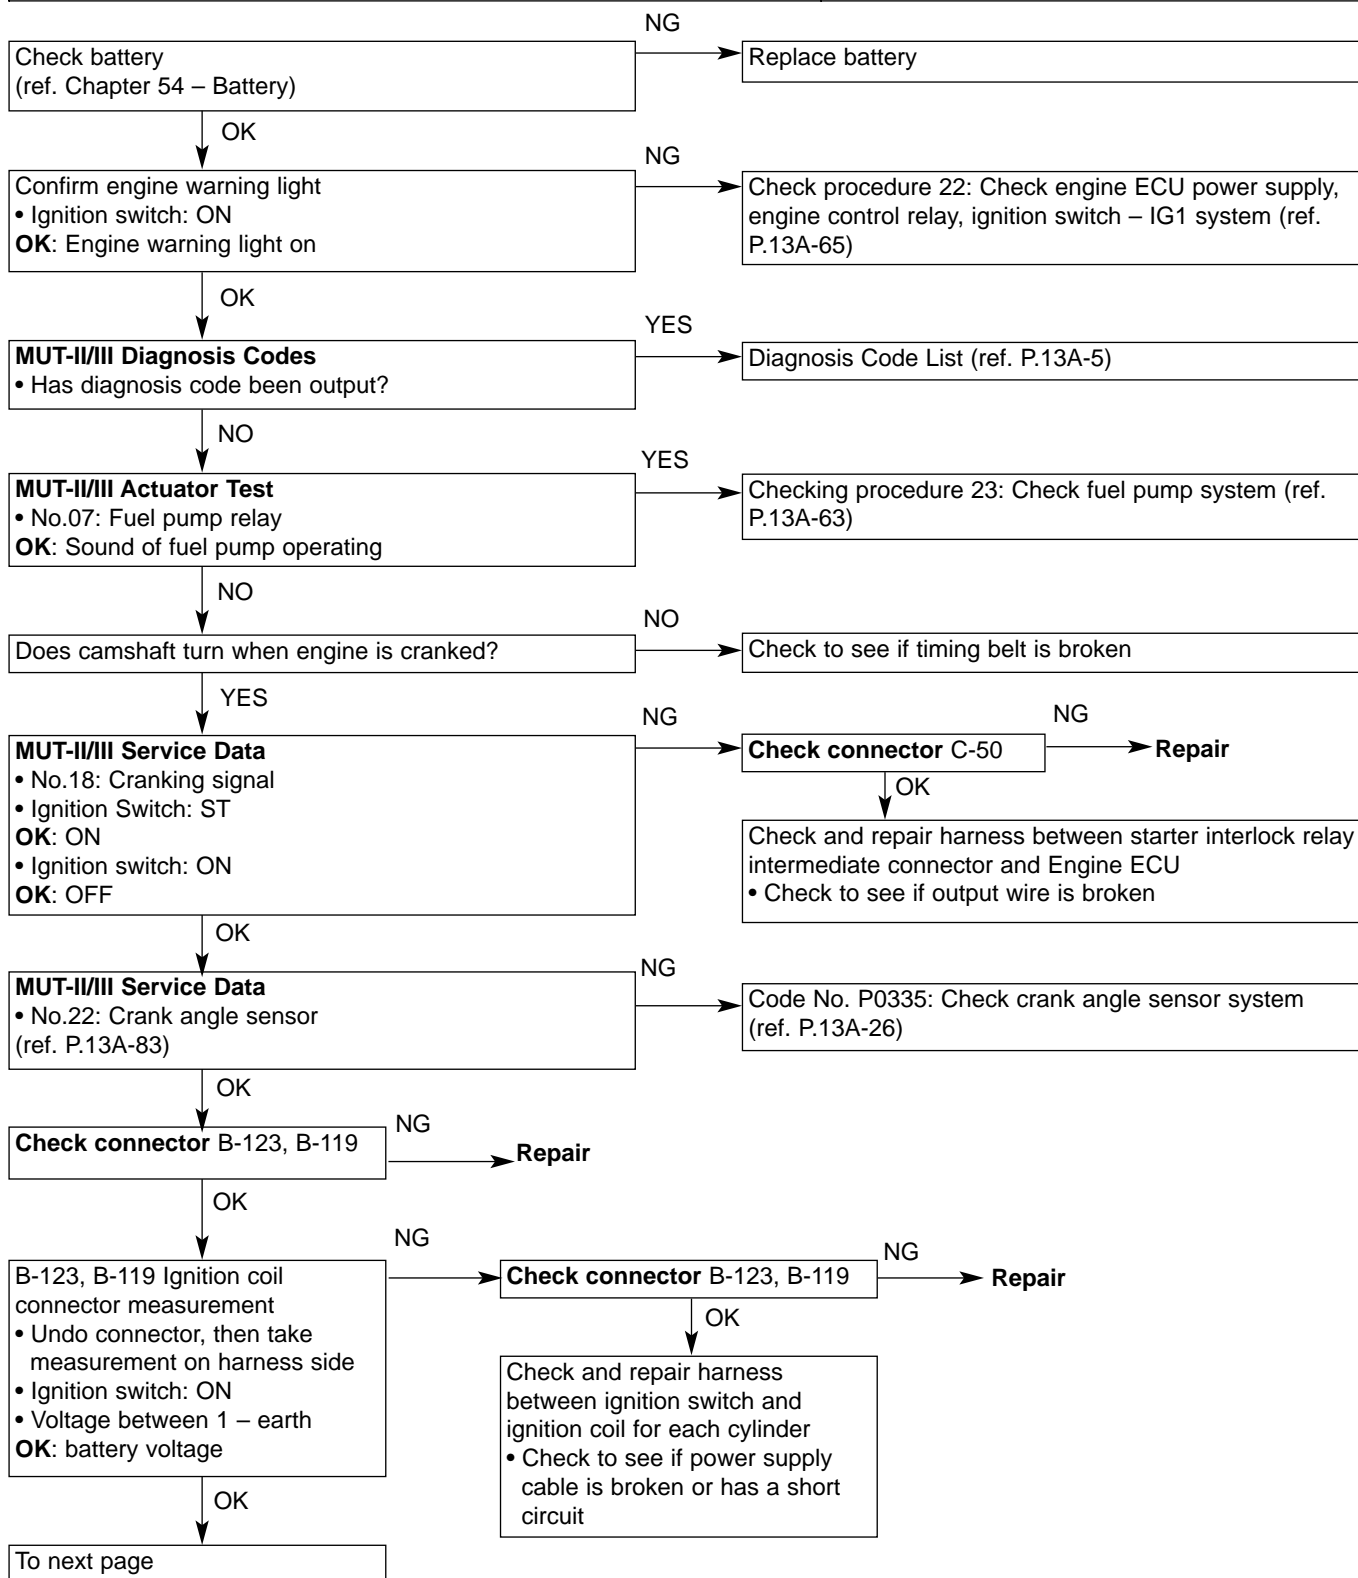 NG
Check battery
(ref. Chapter 54 – Battery)
Replace battery
OK
NG
Confirm engine warning light
• Ignition switch: ON
OK: Engine warning light on
Check procedure 22: Check engine ECU power supply,
engine control relay, ignition switch – IG1 system (ref.
P.13A-65)
OK
YES
MUT-II/III Diagnosis Codes
• Has diagnosis code been output?
Diagnosis Code List (ref. P.13A-5)
NO
YES
MUT-II/III Actuator Test
• No.07: Fuel pump relay
OK: Sound of fuel pump operating
Checking procedure 23: Check fuel pump system (ref.
P.13A-63)
NO
NO
Does camshaft turn when engine is cranked?
Check to see if timing belt is broken
YES
NG
MUT-II/III Service Data
• No.18: Cranking signal
• Ignition Switch: ST
OK: ON
• Ignition switch: ON
OK: OFF
Check connector C-50
NG
Repair
OK
Check and repair harness between starter interlock relay
intermediate connector and Engine ECU
• Check to see if output wire is broken
OK
NG
MUT-II/III Service Data
• No.22: Crank angle sensor
(ref. P.13A-83)
Code No. P0335: Check crank angle sensor system
(ref. P.13A-26)
OK
NG
Check connector B-123, B-119
Repair
OK
NG
B-123, B-119 Ignition coil
connector measurement
• Undo connector, then take
measurement on harness side
• Ignition switch: ON
• Voltage between 1 – earth
OK: battery voltage
Check connector B-123, B-119
NG
Repair
OK
Check and repair harness
between ignition switch and
ignition coil for each cylinder
• Check to see if power supply
cable is broken or has a short
circuit
OK
To next page